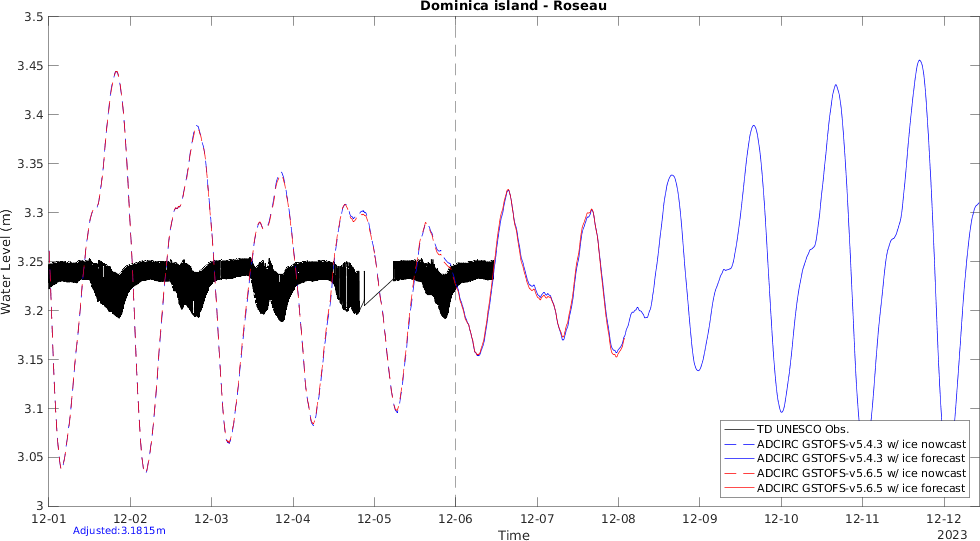 Dominica island - Roseau
3.5
3.45
3.4
3.35
3.3
3.25
3.2
3.15
3.1
3.05
3
Water Level (m)
TD UNESCO Obs.
ADCIRC GSTOFS-v5.4.3 w/ ice nowcast
ADCIRC GSTOFS-v5.4.3 w/ ice forecast
ADCIRC GSTOFS-v5.6.5 w/ ice nowcast
ADCIRC GSTOFS-v5.6.5 w/ ice forecast
12-01 12-02 12-03 12-04 12-05 12-06 12-07 12-08 12-09 12-10 12-11 12-12
Adjusted:3.1815m
Time
2023